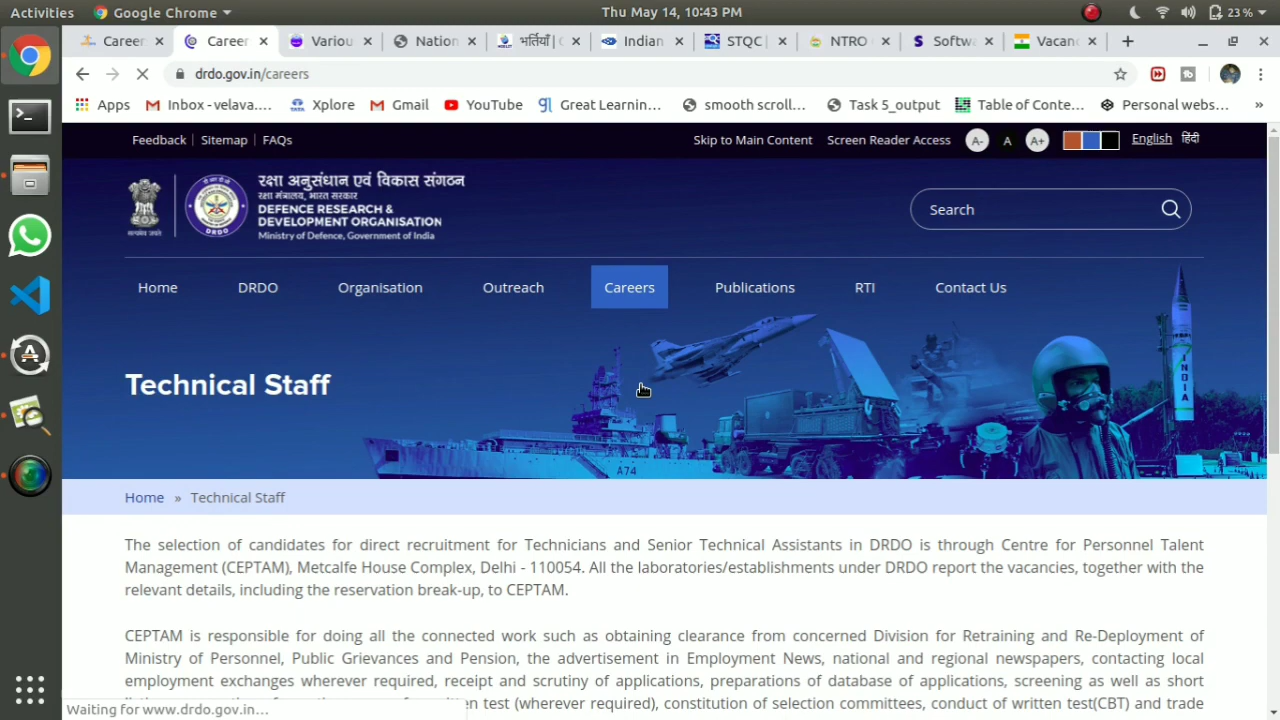 Activities
Google Chrome
Thu May 14, 10:43 PM
23 %
Career
Career
Variou
Nation
भर्तियाँ | C
Indian
STQC |
NTRO
Softwa
Vacan
drdo.gov.in/careers
Apps
Inbox - velava....
Xplore
Gmail
YouTube
Great Learnin...
smooth scroll...
Task 5_output
Table of Conte...
Personal webs...
»
Feedback
Sitemap
FAQs
Skip to Main Content
Screen Reader Access
A-
A
A+
English
हिंदी
रक्षा अनुसंधान एवं विकास संगठन
रक्षा मंत्रालय, भारत सरकार
DEFENCE RESEARCH &
DEVELOPMENT ORGANISATION
Ministry of Defence, Government of India
सत्यमेव जयते
DRDO
Search
Home
DRDO
Organisation
Outreach
Careers
Publications
RTI
Contact Us
Technical Staff
INDIA
A74
Home » Technical Staff
The selection of candidates for direct recruitment for Technicians and Senior Technical Assistants in DRDO is through Centre for Personnel Talent
Management (CEPTAM), Metcalfe House Complex, Delhi - 110054. All the laboratories/establishments under DRDO report the vacancies, together with the
relevant details, including the reservation break-up, to CEPTAM.
CEPTAM is responsible for doing all the connected work such as obtaining clearance from concerned Division for Retraining and Re-Deployment of
Ministry of Personnel, Public Grievances and Pension, the advertisement in Employment News, national and regional newspapers, contacting local
employment exchanges wherever required, receipt and scrutiny of applications, preparations of database of applications, screening as well as short
test (wherever required), constitution of selection committees, conduct of written test(CBT) and trade
Waiting for www.drdo.gov.in...